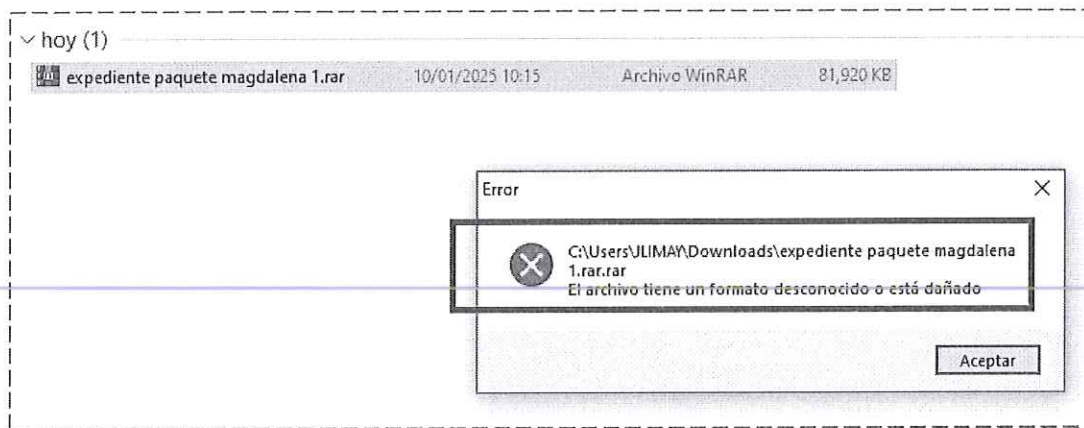 hoy (1)
expediente paquete magdalena 1.rar 10/01/2025 10:15 Archivo WinRAR 81,920 KB
Error
C:\Users\JLIMAY\Downloads\expediente paquete magdalena
1.rar.rar
El archivo tiene un formato desconocido o está dañado
Aceptar